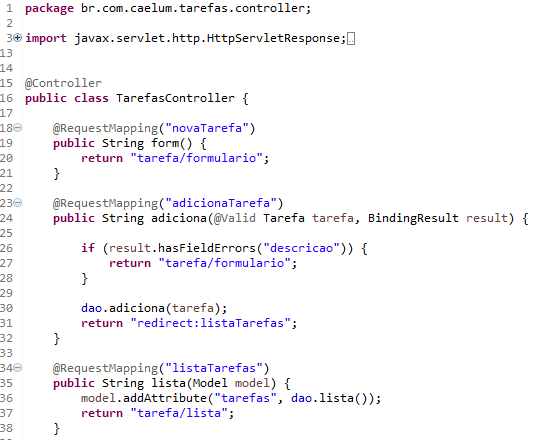 1 package br.com.caelum.tarefas.controller;
2
3 import javax.servlet.http.HttpServletResponse;
13
14
15 @Controller
16 public class TarefasController {
17
18 @RequestMapping("novaTarefa")
19 public String form() {
20 return "tarefa/formulario";
21 }
22
23 @RequestMapping("adicionaTarefa")
24 public String adiciona(@Valid Tarefa tarefa, BindingResult result) {
25
26 if (result.hasFieldErrors("descricao")) {
27 return "tarefa/formulario";
28 }
29
30 dao.adiciona(tarefa);
31 return "redirect:listaTarefas";
32 }
33
34 @RequestMapping("listaTarefas")
35 public String lista(Model model) {
36 model.addAttribute("tarefas", dao.lista());
37 return "tarefa/lista";
38 }